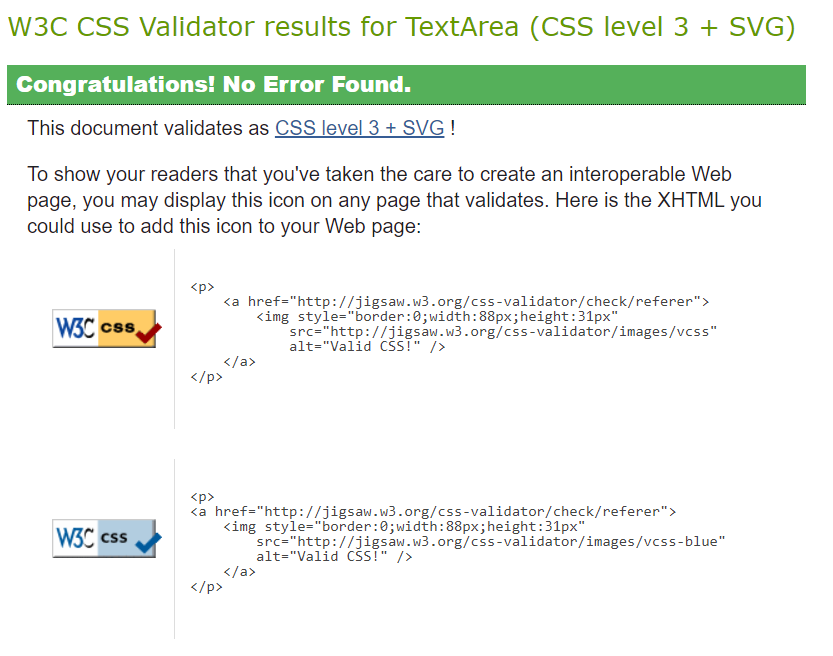 W3C CSS Validator results for TextArea (CSS level 3 + SVG)
Congratulations! No Error Found.
This document validates as CSS level 3 + SVG !
To show your readers that you've taken the care to create an interoperable Web
page, you may display this icon on any page that validates. Here is the XHTML you
could use to add this icon to your Web page:
W3C css
<p>
    <a href="http://jigsaw.w3.org/css-validator/check/referer">
        <img style="border:0;width:88px;height:31px"
            src="http://jigsaw.w3.org/css-validator/images/vcss"
            alt="Valid CSS!" />
    </a>
</p>
W3C css
<p>
<a href="http://jigsaw.w3.org/css-validator/check/referer">
    <img style="border:0;width:88px;height:31px"
        src="http://jigsaw.w3.org/css-validator/images/vcss-blue"
        alt="Valid CSS!" />
    </a>
</p>